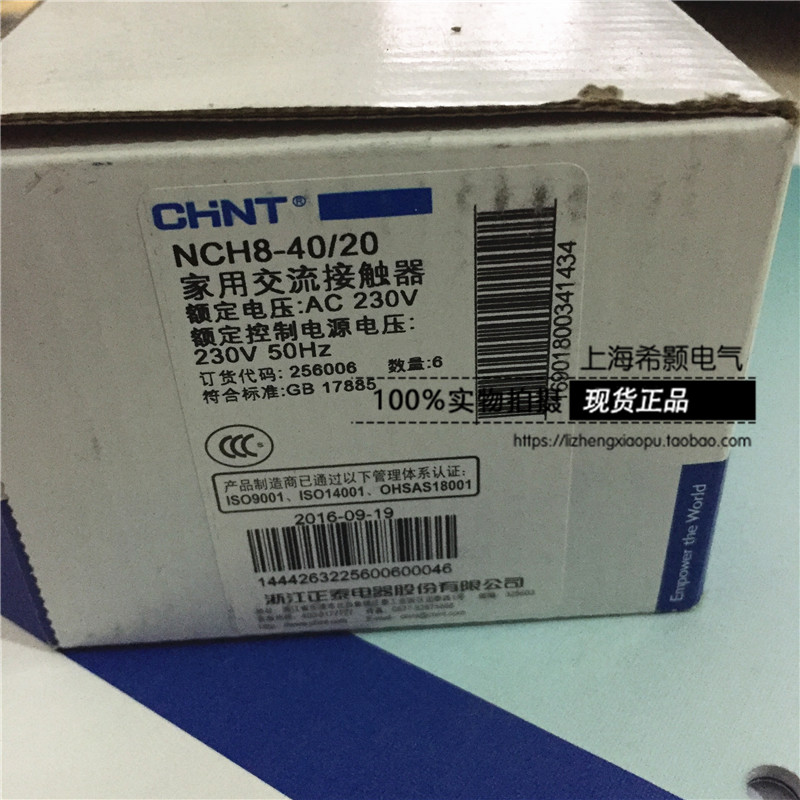 CHNT®
NCH8-40/20
家用交流接触器
额定电压:AC 230V
额定控制电源电压:
230V 50Hz
订货代码: 256006 数量:6
符合标准:GB 17885
CCC
产品制造商已通过以下管理体系认证:
ISO9001、ISO14001、OHSAS18001
2016-09-19
1444263225600600046
浙江正泰电器股份有限公司
6901800341434
上海希颢电气
100%实物拍摄
现货正品
https://lizhengxiaopu.taobao.com
Empower the World